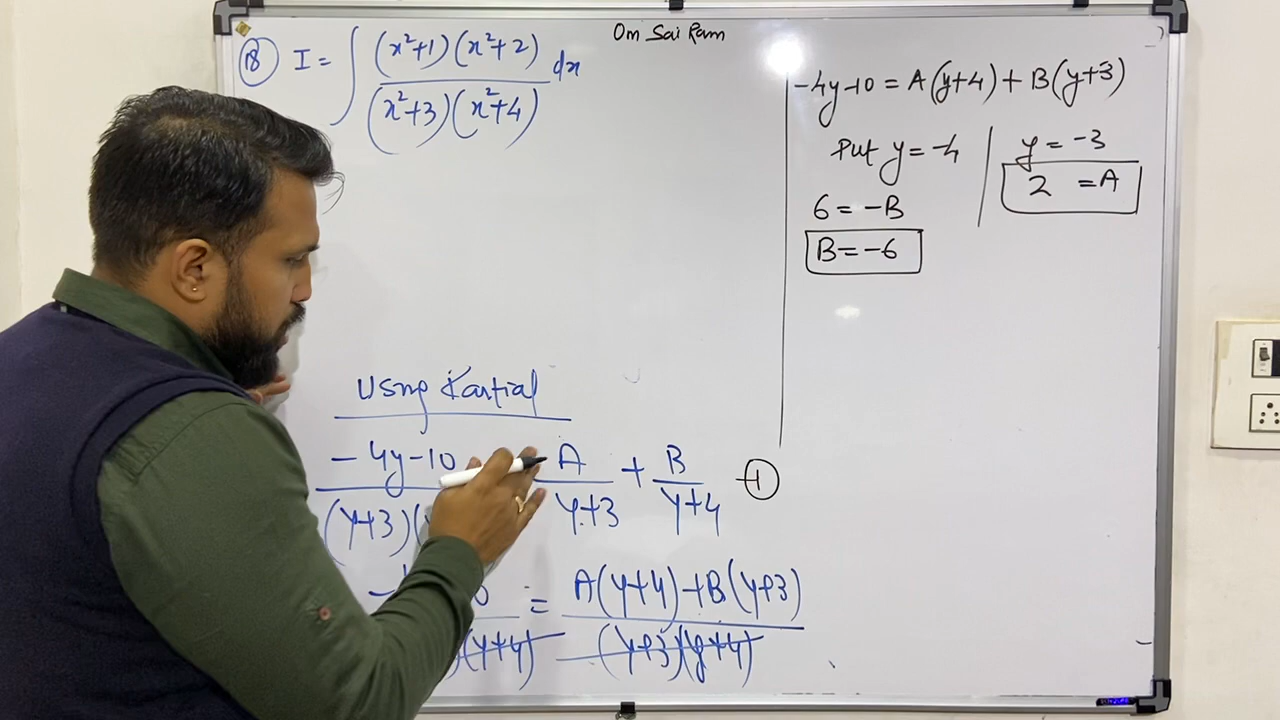 Om Sai Ram
18 I = ∫ (x²+1)(x²+2) / (x²+3)(x²+4) dx
Using Partial
-4y-10 / (y+3)( A / y+3 + B / y+4 — 1
= A(y+4)+B(y+3) / (y+3)(y+4)
(y+4)
-4y-10 = A(y+4) + B(y+3)
Put y = -4
6 = -B
B = -6
y = -3
2 = A